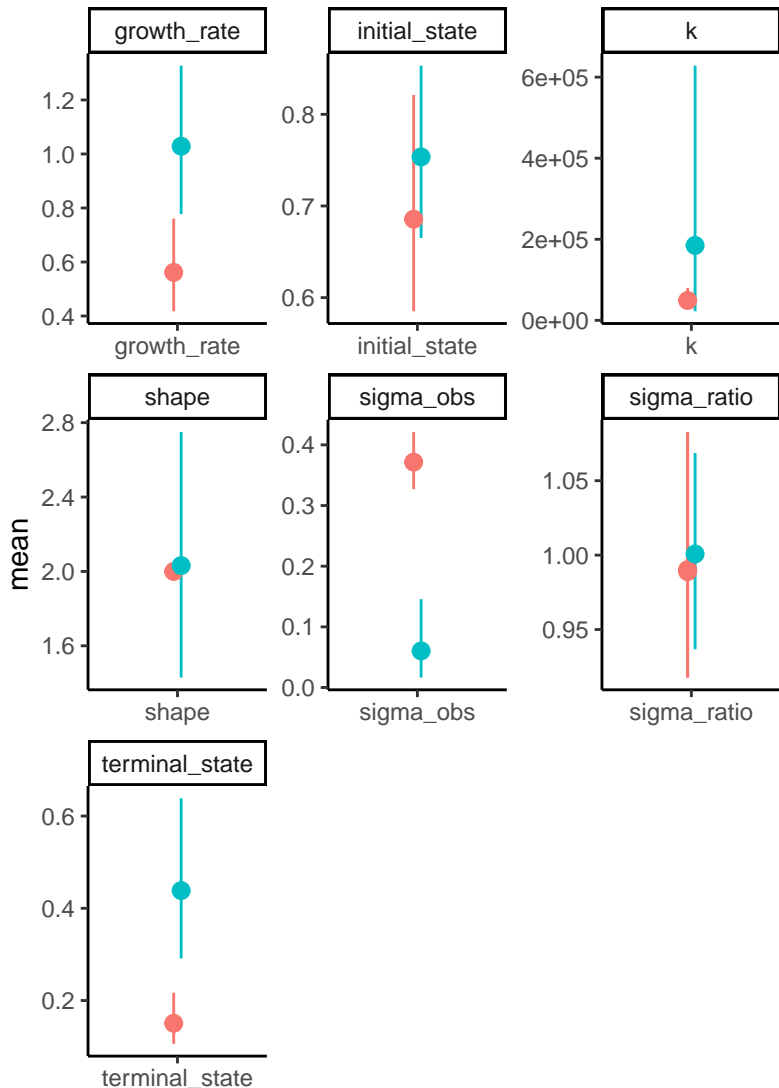 growth_rate
initial_state
k
1.2
1.0
0.8
0.6
0.4
0.8
0.7
0.6
6e+05
4e+05
2e+05
0e+00
growth_rate
initial_state
k
shape
sigma_obs
sigma_ratio
2.8
2.4
2.0
1.6
0.4
0.3
0.2
0.1
0.0
1.05
1.00
0.95
shape
sigma_obs
sigma_ratio
mean
terminal_state
0.6
0.4
0.2
terminal_state